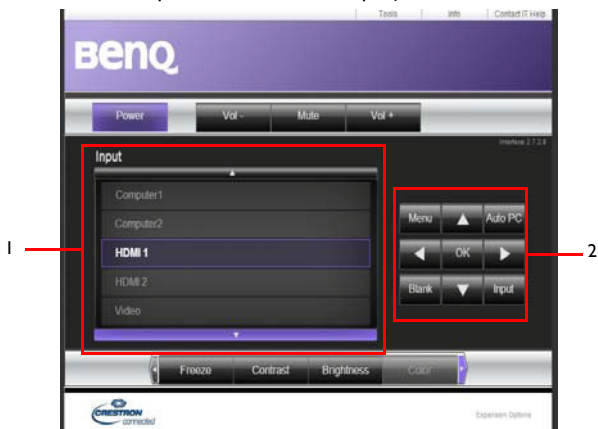 Tools Info Contact IT Help
BenQ
Power Vol - Mute Vol +
Interface 2.7.2.8
Input
Computer1
Computer2
HDMI 1
HDMI 2
Video
Menu Auto PC
OK
Blank Input
1 2
Freeze Contrast Brightness Color
CRESTRON
connected
Expansion Options